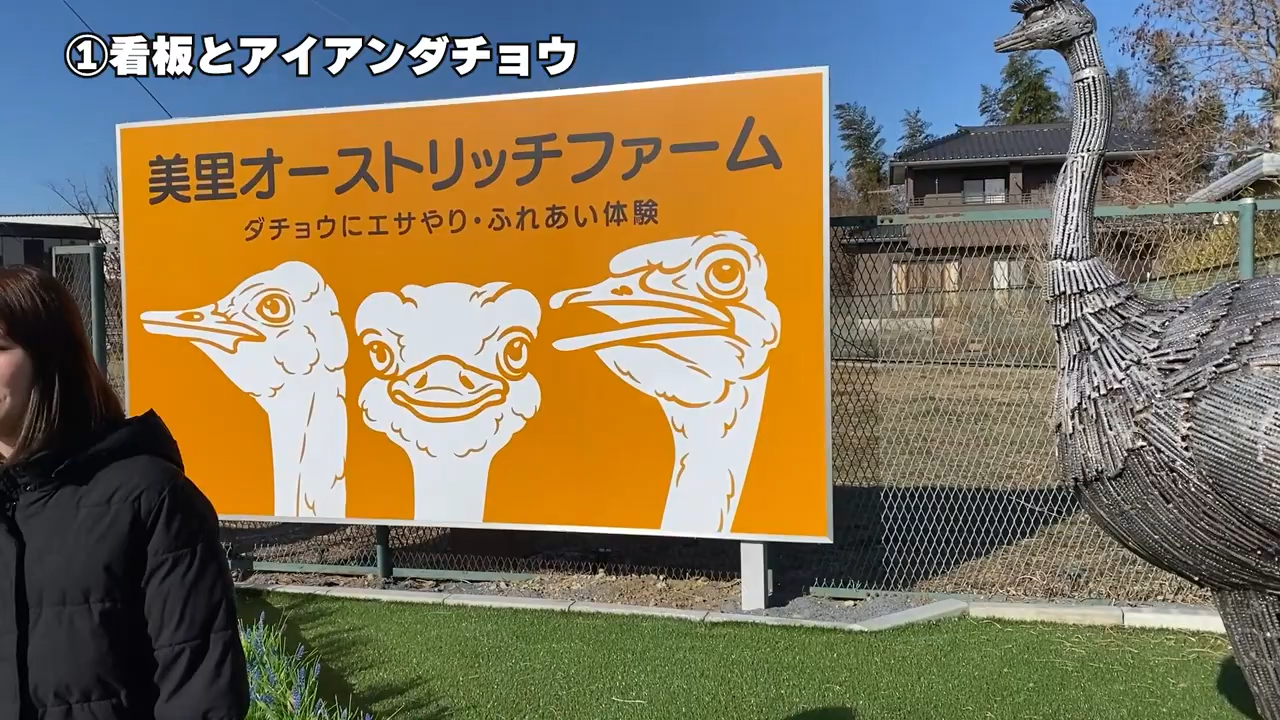 ①看板とアイアンダチョウ
美里オーストリッチファーム
ダチョウにエサやり・ふれあい体験